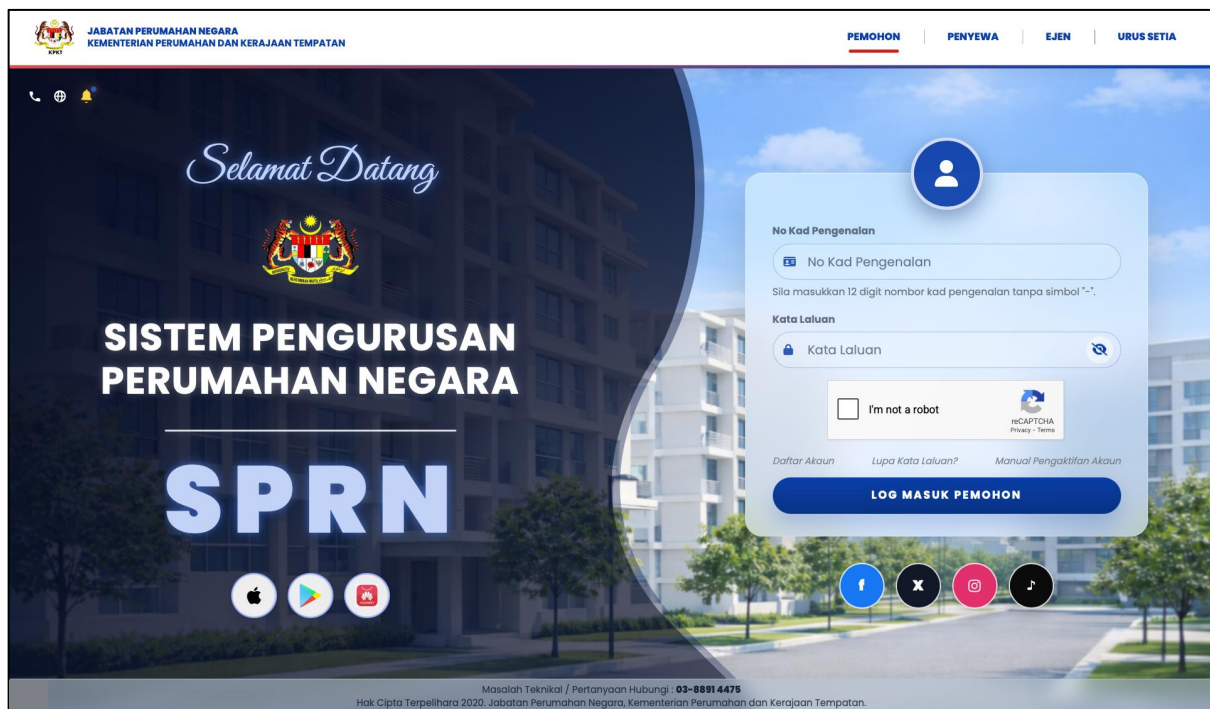 KPKT
JABATAN PERUMAHAN NEGARA
KEMENTERIAN PERUMAHAN DAN KERAJAAN TEMPATAN
PEMOHON
PENYEWA
EJEN
URUS SETIA
Selamat Datang
SISTEM PENGURUSAN
PERUMAHAN NEGARA
SPRN
No Kad Pengenalan
No Kad Pengenalan
Sila masukkan 12 digit nombor kad pengenalan tanpa simbol "-".
Kata Laluan
Kata Laluan
I'm not a robot
reCAPTCHA
Privacy - Terms
Daftar Akaun
Lupa Kata Laluan?
Manual Pengaktifan Akaun
LOG MASUK PEMOHON
Masalah Teknikal / Pertanyaan Hubungi : 03-8891 4475
Hak Cipta Terpelihara 2020. Jabatan Perumahan Negara, Kementerian Perumahan dan Kerajaan Tempatan.